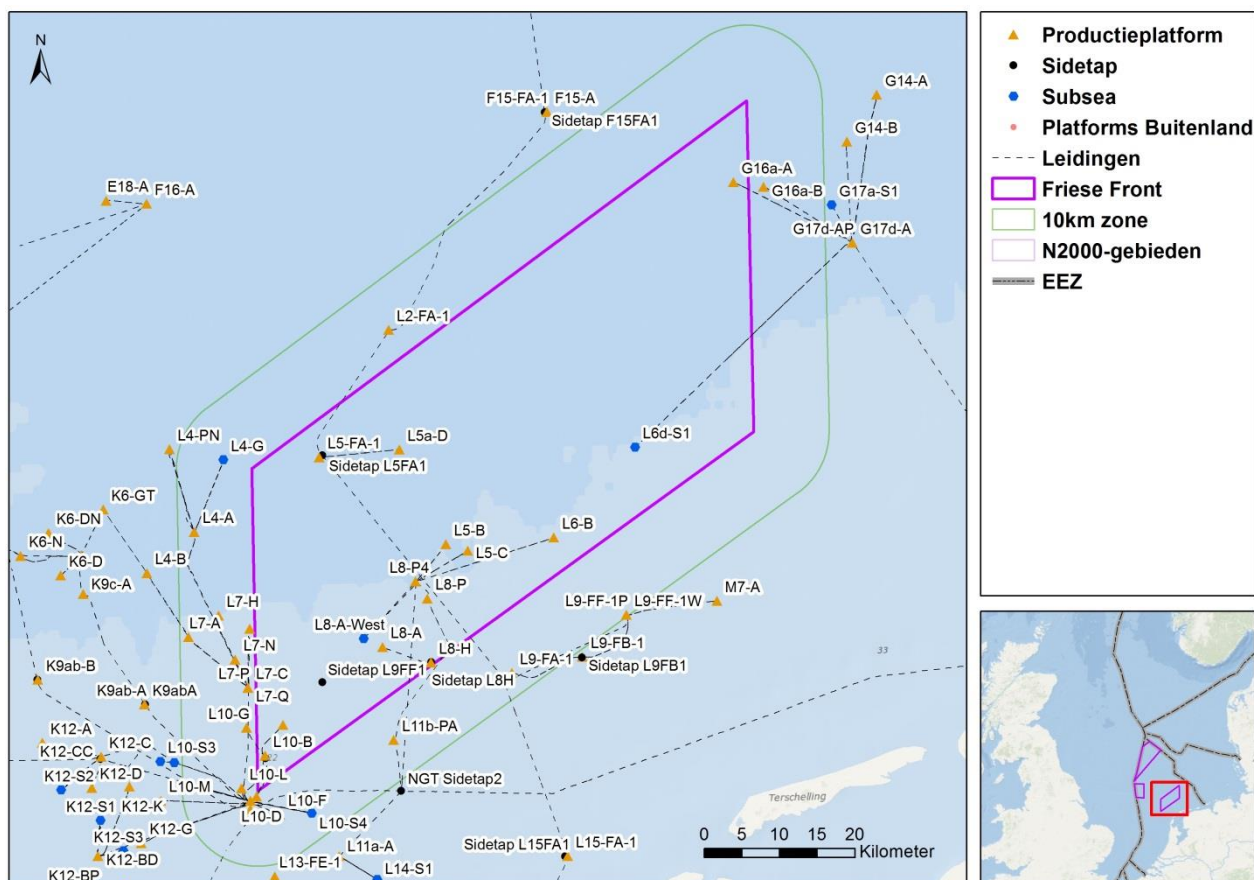 N
F15-FA-1
F15-A
Sidetap F15FA1
G14-A
G14-B
G16a-A
G16a-B
G17a-S1
G17d-AP
G17d-A
E18-A
F16-A
L2-FA-1
L4-PN
L4-G
L5-FA-1
L5a-D
Sidetap L5FA1
L6d-S1
K6-GT
K6-DN
L4-A
K6-N
K6-D
L4-B
K9c-A
L5-B
L6-B
L5-C
L8-P4
L8-P
M7-A
L7-H
L9-FF-1P
L9-FF-1W
L7-A
L8-A-West
L8-A
L7-N
L8-H
L9-FB-1
L9-FA-1
K9ab-B
L7-P
L7-C
Sidetap L9FF1
Sidetap L8H
Sidetap L9FB1
33
K9ab-A
K9abA
L7-Q
L10-G
K12-A
K12-C
L10-S3
L10-B
L11b-PA
K12-CC
K12-S2
K12-D
L10-M
L10-L
NGT Sidetap2
K12-S1
K12-K
L10-F
L10-D
L10-S4
Terschelling
K12-S3
K12-G
K12-BD
K12-BP
L13-FE-1
L11a-A
L14-S1
Sidetap L15FA1
L15-FA-1
0 5 10 15 20
Kilometer
Productieplatform
Sidetap
Subsea
Platforms Buitenland
Leidingen
Friese Front
10km zone
N2000-gebieden
EEZ